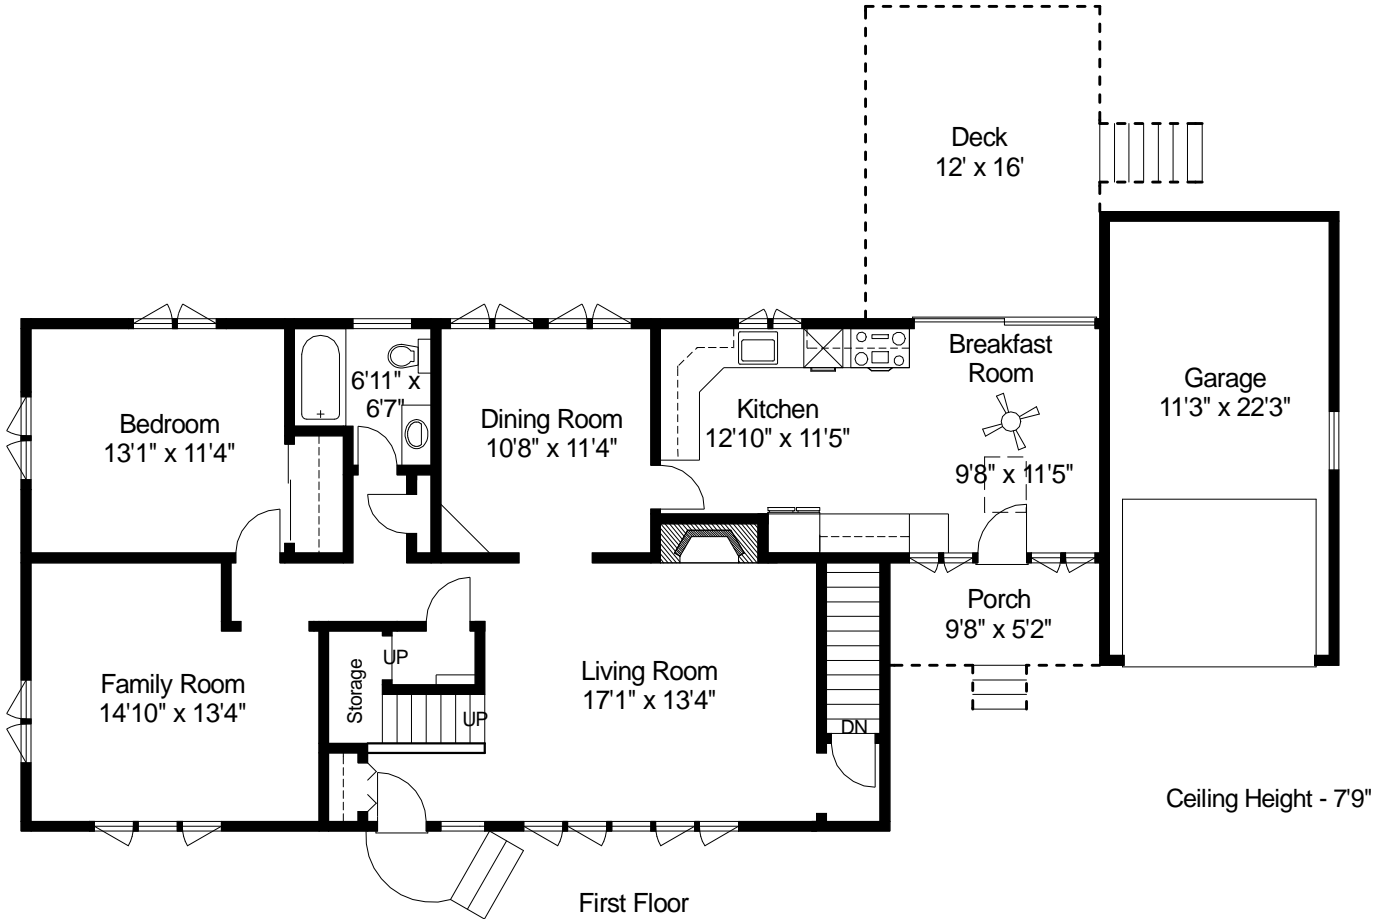 Deck
12' x 16'
Breakfast
Room
9'8" x 11'5"
Garage
11'3" x 22'3"
Bedroom
13'1" x 11'4"
6'11" x
6'7"
Dining Room
10'8" x 11'4"
Kitchen
12'10" x 11'5"
Porch
9'8" x 5'2"
Family Room
14'10" x 13'4"
Storage
UP
UP
Living Room
17'1" x 13'4"
DN
Ceiling Height - 7'9"
First Floor